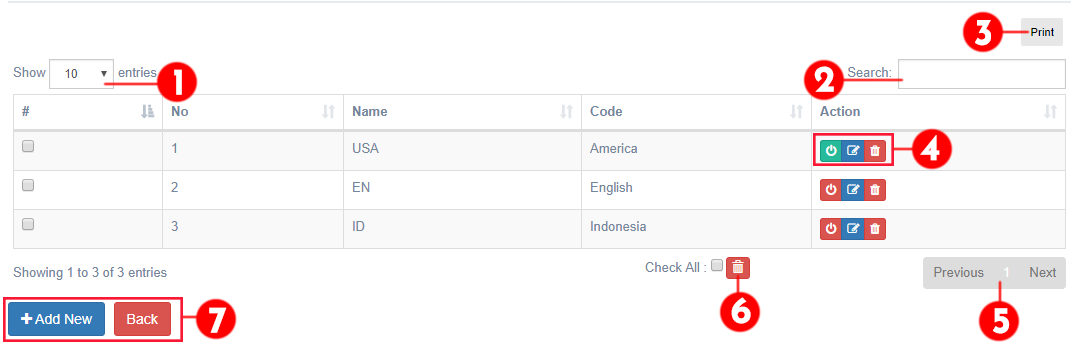 3 Print
Show 10 entries 1 2 Search:
# No Name Code Action
1 USA America 4
2 EN English
3 ID Indonesia
Showing 1 to 3 of 3 entries Check All : Previous 1 Next
+Add New Back 7 6 5